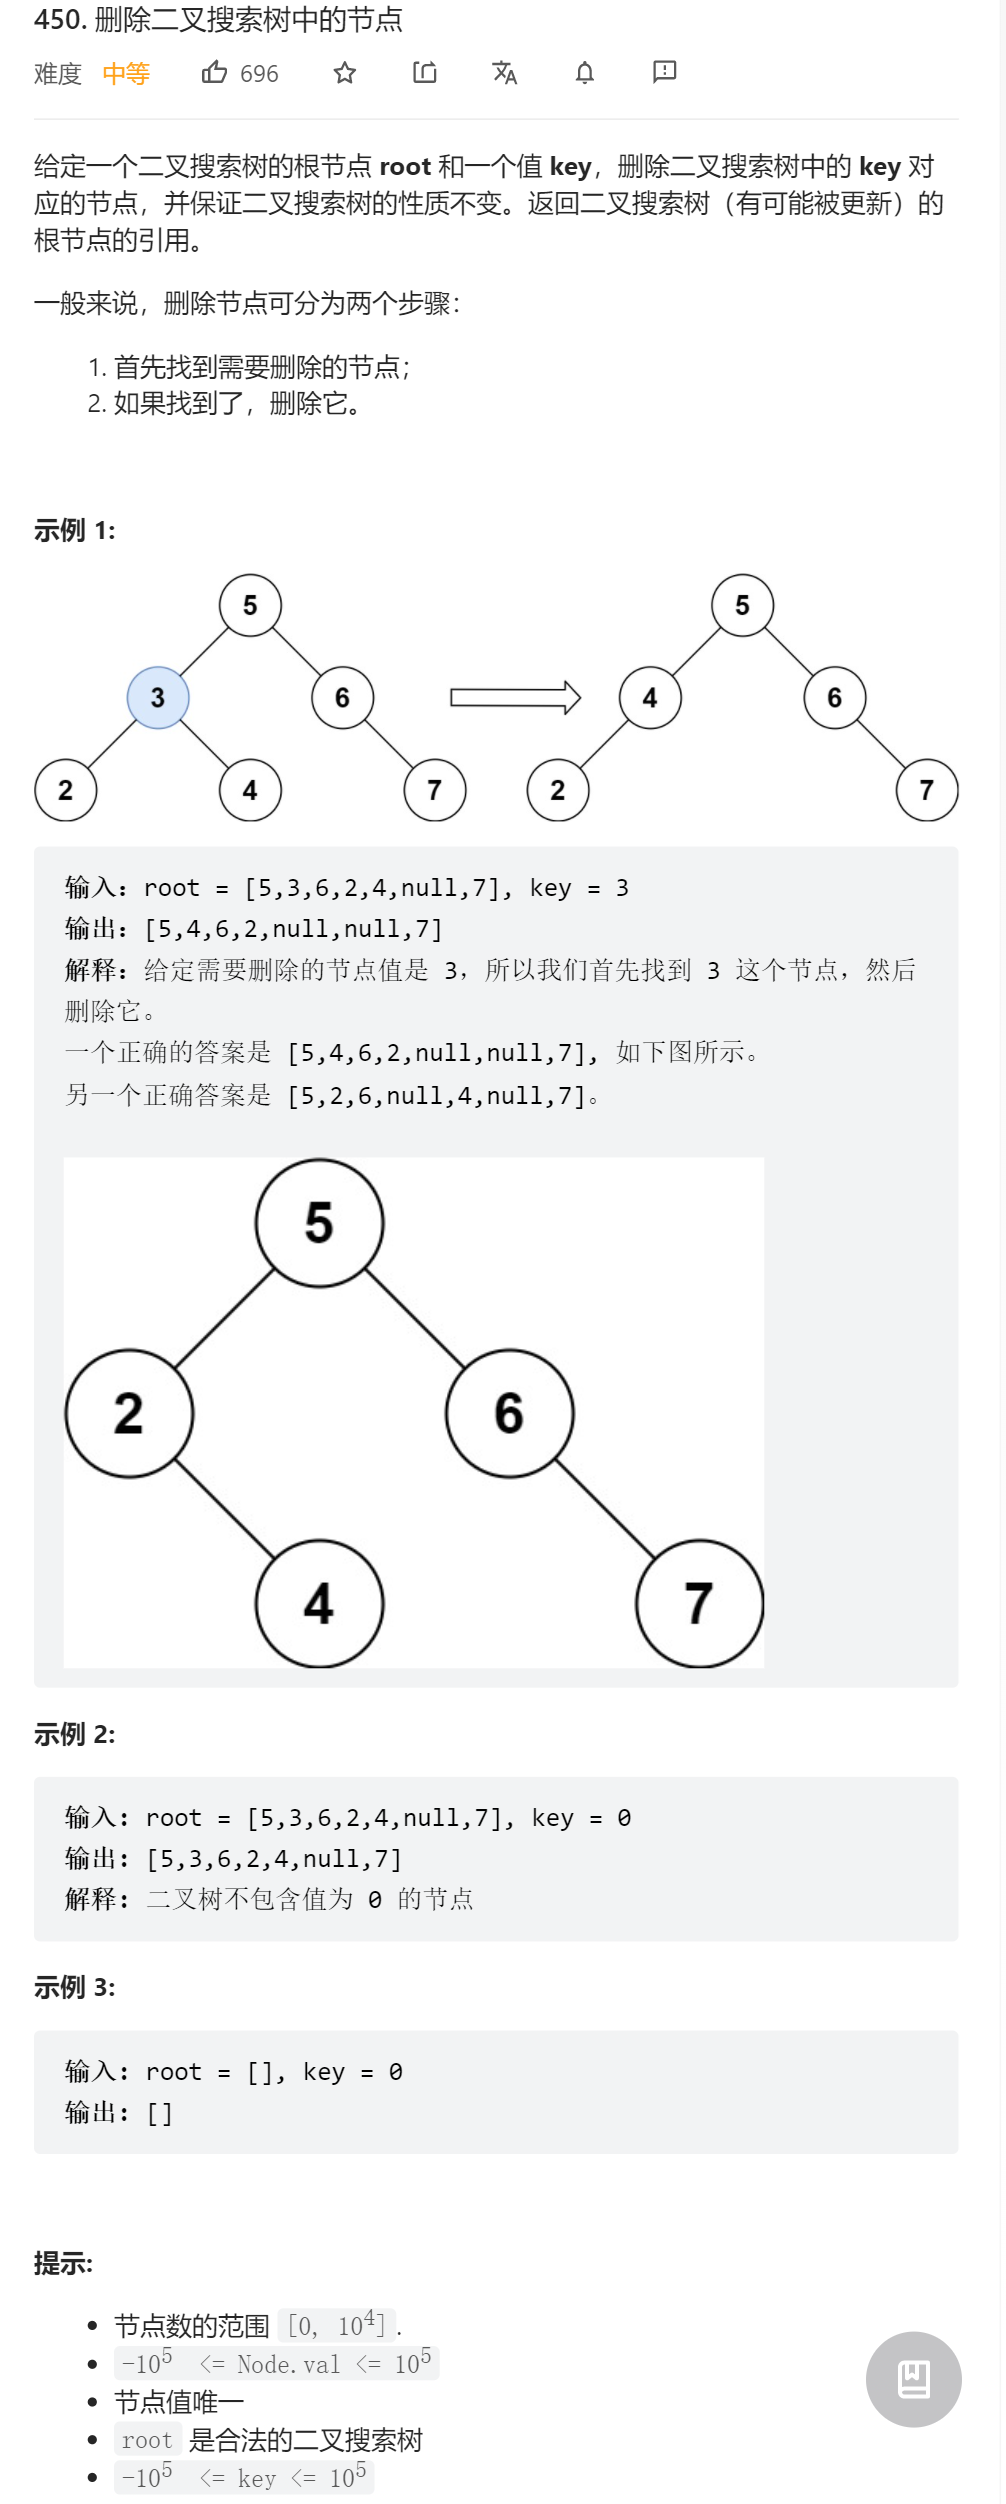 450. 删除二叉搜索树中的节点
难度 中等 696
给定一个二叉搜索树的根节点 root 和一个值 key，删除二叉搜索树中的 key 对
应的节点，并保证二叉搜索树的性质不变。返回二叉搜索树（有可能被更新）的
根节点的引用。
一般来说，删除节点可分为两个步骤：
1. 首先找到需要删除的节点；
2. 如果找到了，删除它。
示例 1:
5 5
3 6 4 6
2 4 7 2 7
输入：root = [5,3,6,2,4,null,7], key = 3
输出：[5,4,6,2,null,null,7]
解释：给定需要删除的节点值是 3，所以我们首先找到 3 这个节点，然后
删除它。
一个正确的答案是 [5,4,6,2,null,null,7], 如下图所示。
另一个正确答案是 [5,2,6,null,4,null,7]。
5
2 6
4 7
示例 2:
输入: root = [5,3,6,2,4,null,7], key = 0
输出: [5,3,6,2,4,null,7]
解释: 二叉树不包含值为 0 的节点
示例 3:
输入: root = [], key = 0
输出: []
提示:
• 节点数的范围 [0, 10⁴].
• -10⁵ <= Node.val <= 10⁵
• 节点值唯一
• root 是合法的二叉搜索树
• -10⁵ <= key <= 10⁵